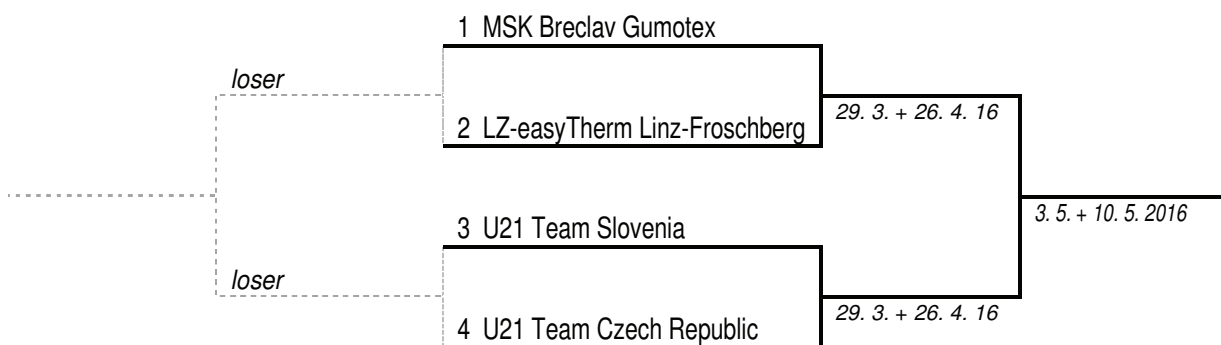 1 MSK Breclav Gumotex
loser
29. 3. + 26. 4. 16
2 LZ-easyTherm Linz-Froschberg
3 U21 Team Slovenia
3. 5. + 10. 5. 2016
loser
29. 3. + 26. 4. 16
4 U21 Team Czech Republic